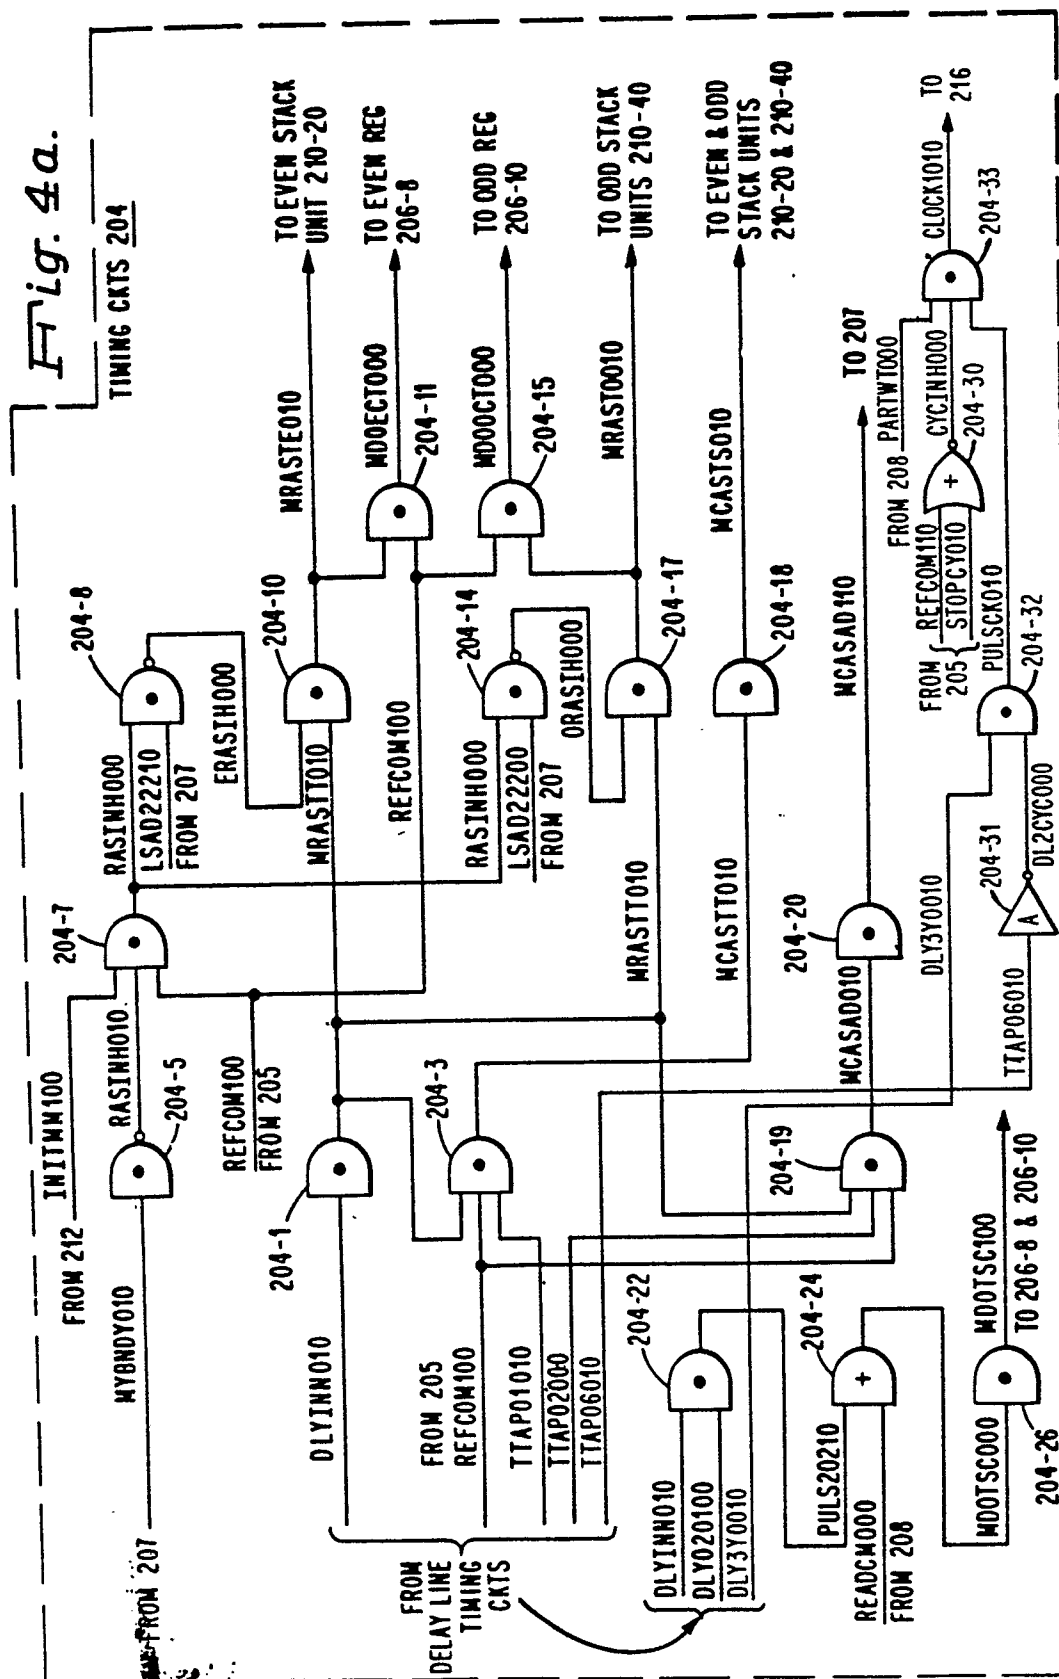 Fig. 4a.
TIMING CKTS 204
FROM 207
MYBNDY010
FROM 212
INITMM100
RASINH010
204-5
204-7
RASINH000
LSAD22210
FROM 207
204-8
ERASIH000
REFCOM100
FROM 205
DLYINN010
204-1
MRASTT010
204-10
MRASTE010
TO EVEN STACK
UNIT 210-20
REFCOM100
MDOECT000
204-11
TO EVEN REG
206-8
RASINH000
LSAD22200
FROM 207
204-14
ORASIH000
MDOOCT000
204-15
TO ODD REG
206-10
MRASTT010
204-17
MRASTO010
TO ODD STACK
UNITS 210-40
FROM
DELAY LINE
TIMING
CKTS
FROM 205
REFCOM100
TTAP01010
TTAP02000
TTAP06010
204-3
MCASTT010
204-18
MCASTS010
TO EVEN & ODD
STACK UNITS
210-20 & 210-40
204-19
MCASAD010
204-20
MCASAD110
TO 207
DLYINN010
DLY020100
DLY3Y0010
204-22
PULS20210
READCM000
FROM 208
204-24
MDOTSC000
204-26
MDOTSC100
TO 206-8 & 206-10
DLY3Y0010
TTAP06010
A
204-31
DL2CYC000
204-32
PULSCK010
FROM 208
PARTWT000
FROM
205
REFCOM110
STOPCY010
CYCINH000
204-30
CLOCK1010
204-33
TO
216